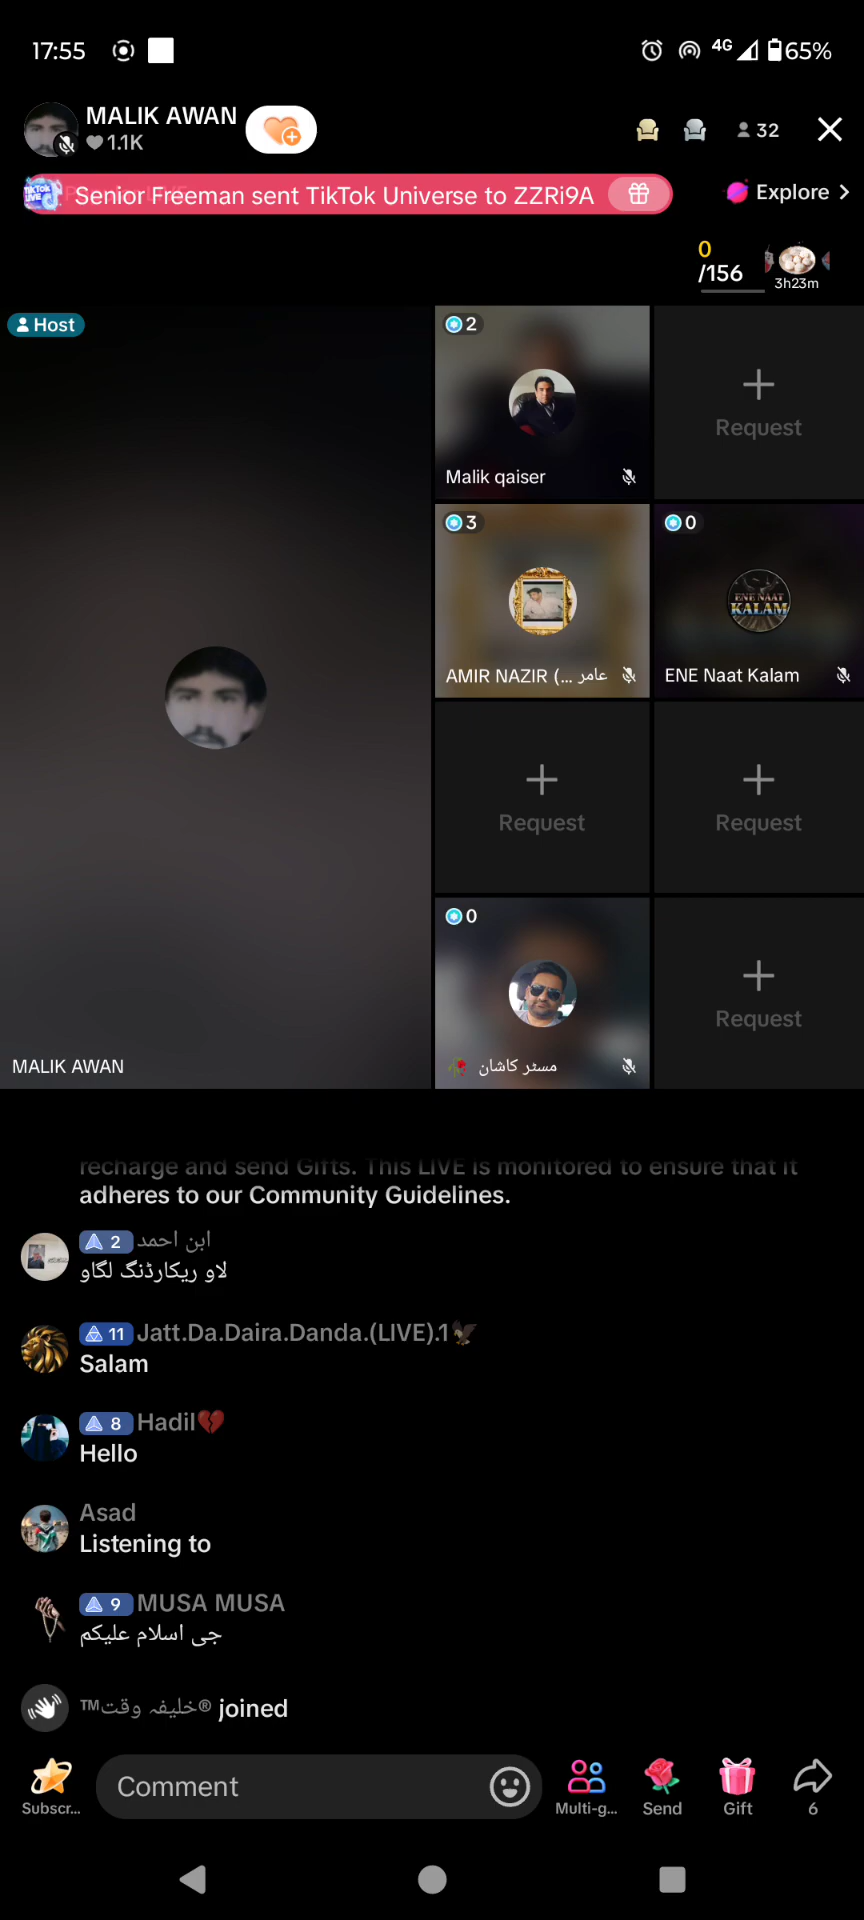 17:55
4G
65%
MALIK AWAN
1.1K
32
Senior Freeman sent TikTok Universe to ZZRi9A
Explore
0
/156
3h23m
Host
2
Request
Malik qaiser
3
0
ENE NAAT
KALAM
AMIR NAZIR (... عامر
ENE Naat Kalam
Request
Request
0
Request
مسٹر کاشان
MALIK AWAN
recharge and send Gifts. This LIVE is monitored to ensure that it
adheres to our Community Guidelines.
2 ابن احمد
لاو ریکارڈنگ لگاو
11 Jatt.Da.Daira.Danda.(LIVE).1🦅
Salam
8 Hadil💔
Hello
Asad
Listening to
9 MUSA MUSA
جی اسلام علیکم
™خلیفہ وقت® joined
Subscr...
Comment
Multi-g...
Send
Gift
6